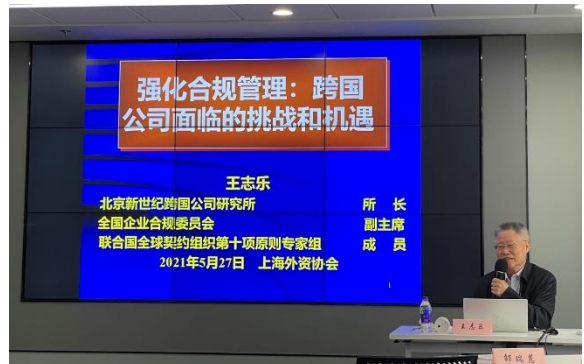 强化合规管理：跨国
公司面临的挑战和机遇
王志乐
北京新世纪跨国公司研究所 所 长
全国企业合规委员会 副主席
联合国全球契约组织第十项原则专家组 成 员
2021年5月27日 上海外资协会
1
王志乐